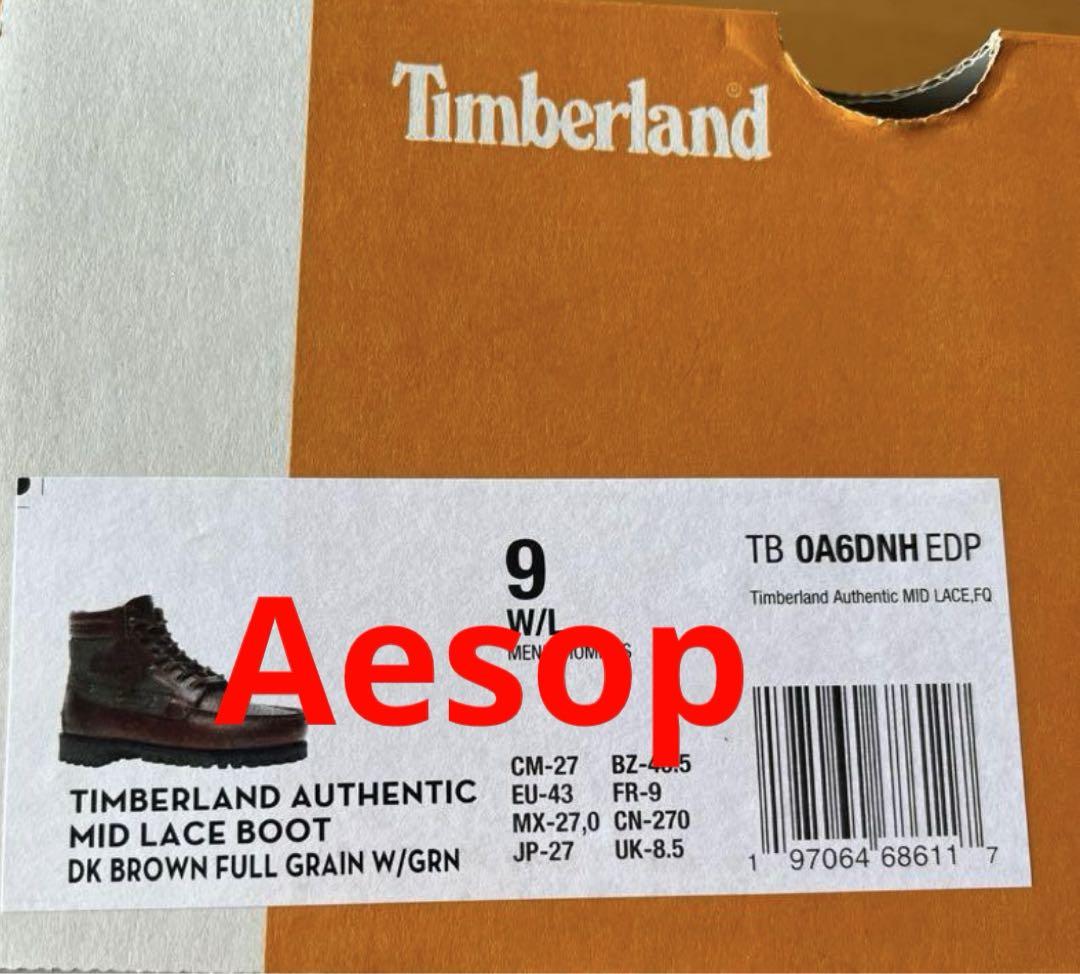 Timberland®
9
W/L
TB 0A6DNH EDP
Timberland Authentic MID LACE,FQ
Aesop
CM-27
EU-43 FR-9
MX-27,0 CN-270
JP-27 UK-8.5
TIMBERLAND AUTHENTIC
MID LACE BOOT
DK BROWN FULL GRAIN W/GRN
1 97064 68611 7